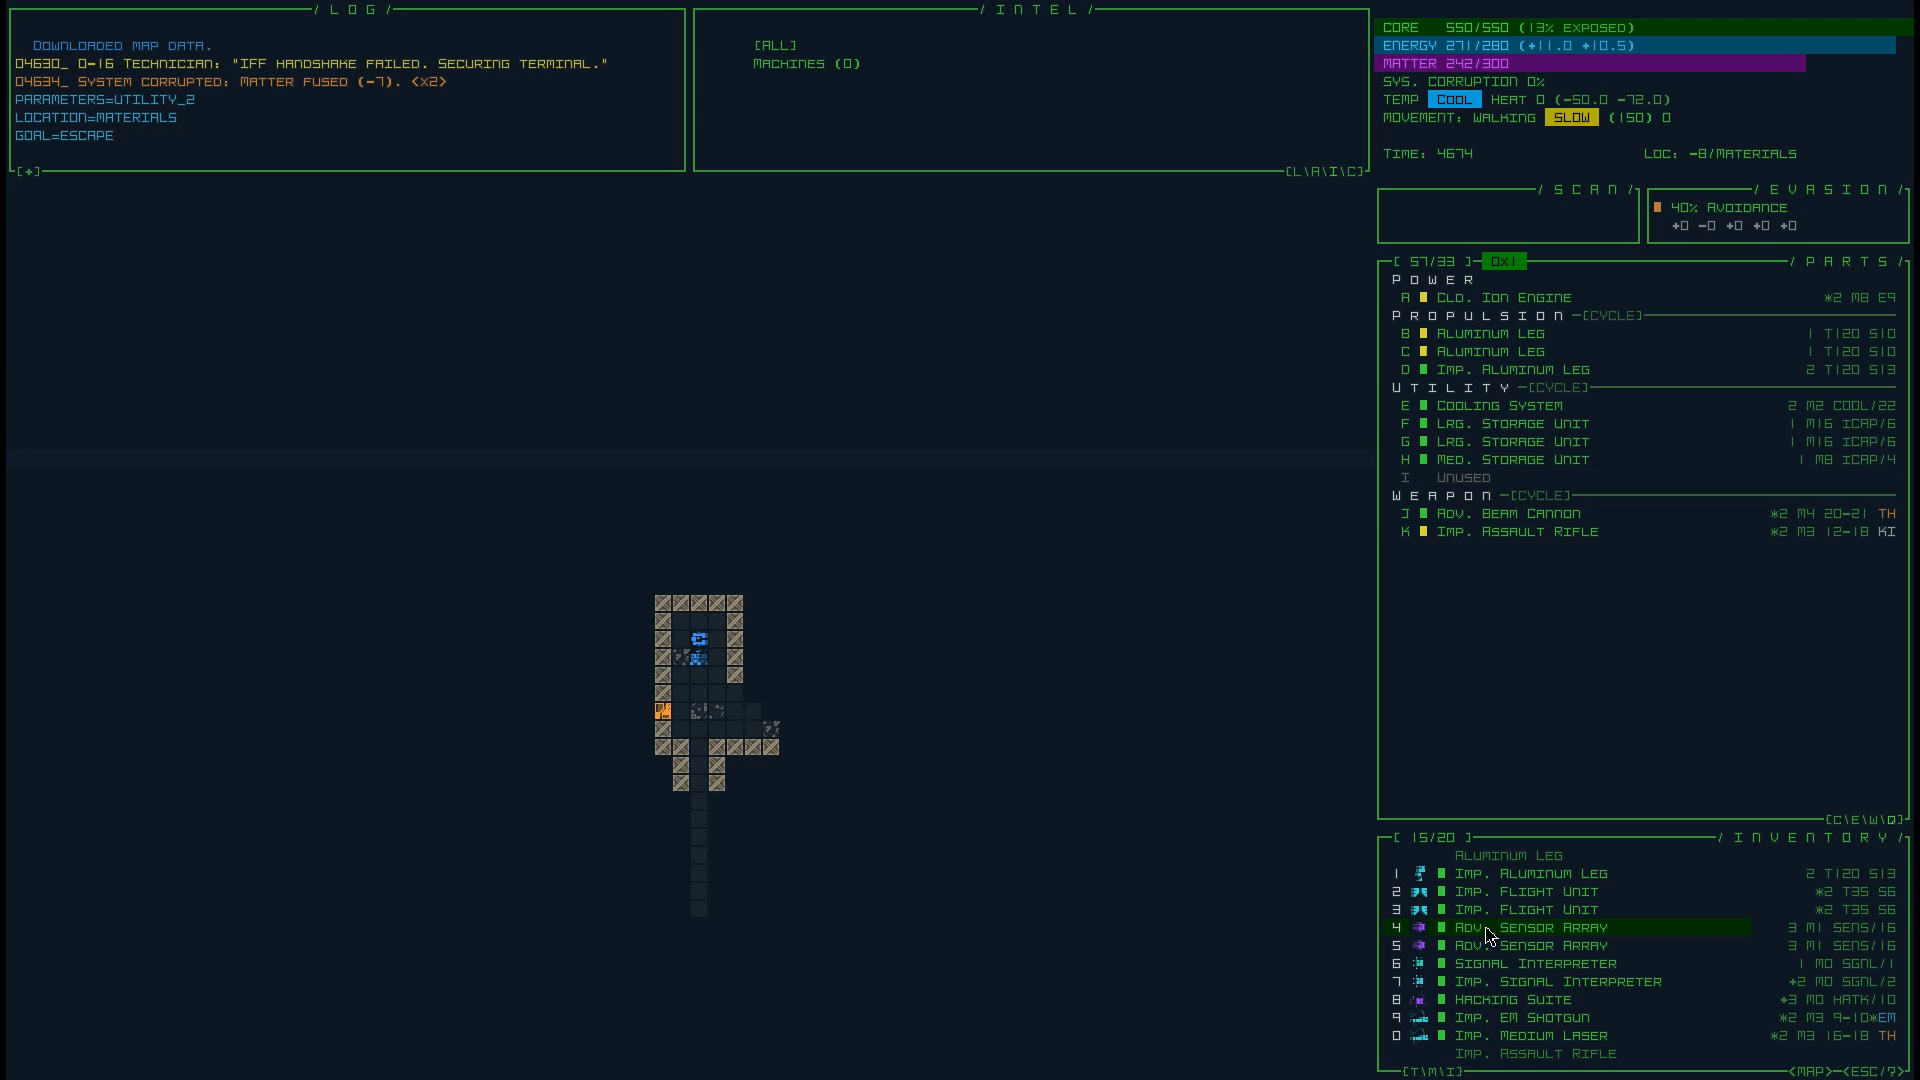 / L O G /
Downloaded map data.
04630_ O-16 Technician: "IFF handshake failed. Securing terminal."
04634_ System corrupted: Matter fused (-7). <x2>
PARAMETERS=UTILITY_2
LOCATION=MATERIALS
GOAL=ESCAPE
[+]
/ I N T E L /
[ALL]
Machines (0)
[L\A\I\C]
Core 550/550 (13% Exposed)
Energy 271/280 (+11.0 +10.5)
Matter 242/300
Sys. Corruption 0%
Temp Cool Heat 0 (-50.0 -72.0)
Movement: Walking SLOW (150) 0
Time: 4674 Loc: -8/Materials
/ S C A N /
/ E V A S I O N /
40% Avoidance
+0 -0 +0 +0 +0
[ 57/33 ] 0x1 / P A R T S /
P O W E R
A Cld. Ion Engine *2 M8 E9
P R O P U L S I O N [CYCLE]
B Aluminum Leg 1 T120 S10
C Aluminum Leg 1 T120 S10
D Imp. Aluminum Leg 2 T120 S13
U T I L I T Y [CYCLE]
E Cooling System 2 M2 COOL/22
F Lrg. Storage Unit 1 M16 ICAP/6
G Lrg. Storage Unit 1 M16 ICAP/6
H Med. Storage Unit 1 M8 ICAP/4
I Unused
W E A P O N [CYCLE]
J Adv. Beam Cannon *2 M4 20-21 TH
K Imp. Assault Rifle *2 M3 12-18 KI
[C\E\W\Q]
[ 15/20 ] / I N V E N T O R Y /
Aluminum Leg
1 Imp. Aluminum Leg 2 T120 S13
2 Imp. Flight Unit *2 T35 S6
3 Imp. Flight Unit *2 T35 S6
4 Adv. Sensor Array 3 M1 SENS/16
5 Adv. Sensor Array 3 M1 SENS/16
6 Signal Interpreter 1 M0 SGNL/1
7 Imp. Signal Interpreter +2 M0 SGNL/2
8 Hacking Suite +3 M0 HATK/10
9 Imp. EM Shotgun *2 M3 9-10*EM
0 Imp. Medium Laser *2 M3 16-18 TH
Imp. Assault Rifle
[T\M\I] <MAP> <ESC/?>